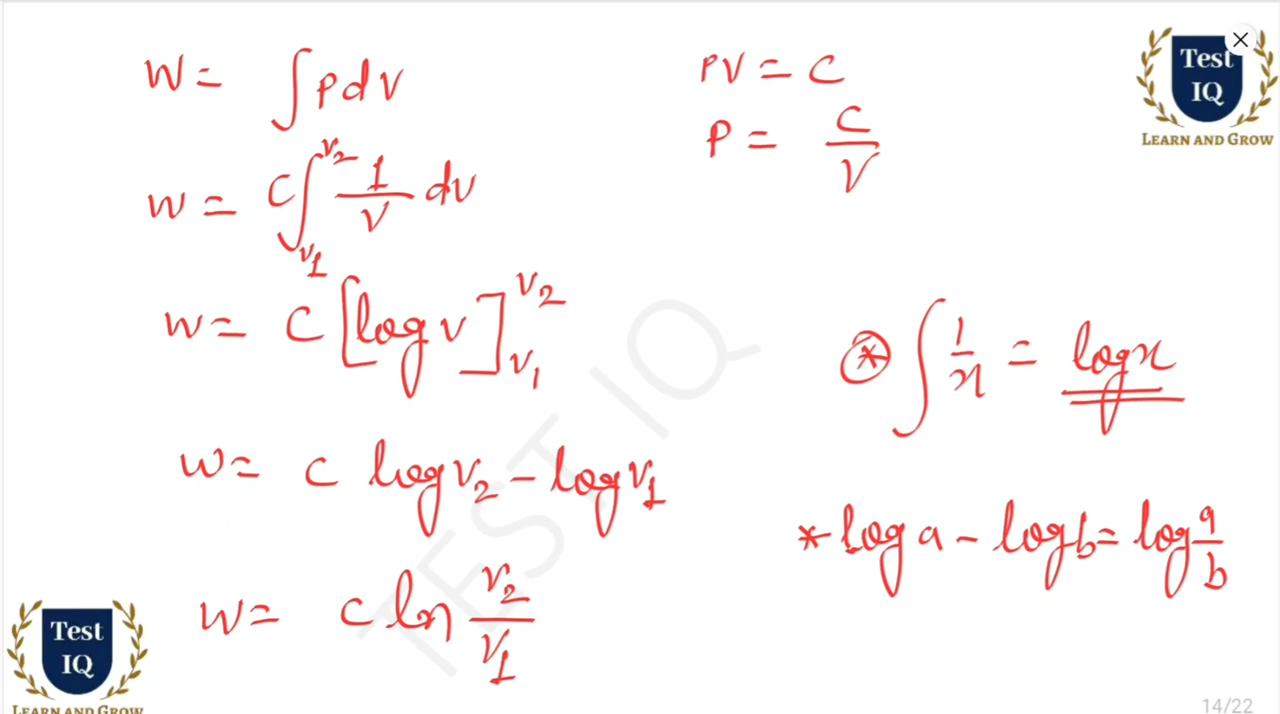 W = ∫ P d V
W = C ∫_{V1}^{V2} 1/V dV
W = C [log V]_{V1}^{V2}
W = C log V2 - log V1
W = C ln V2/V1
PV = C
P = C/V
⊛ ∫ 1/x = log x
* log a - log b = log a/b
Test
IQ
LEARN AND GROW
TEST IQ
Test
IQ
LEARN AND GROW
14/22